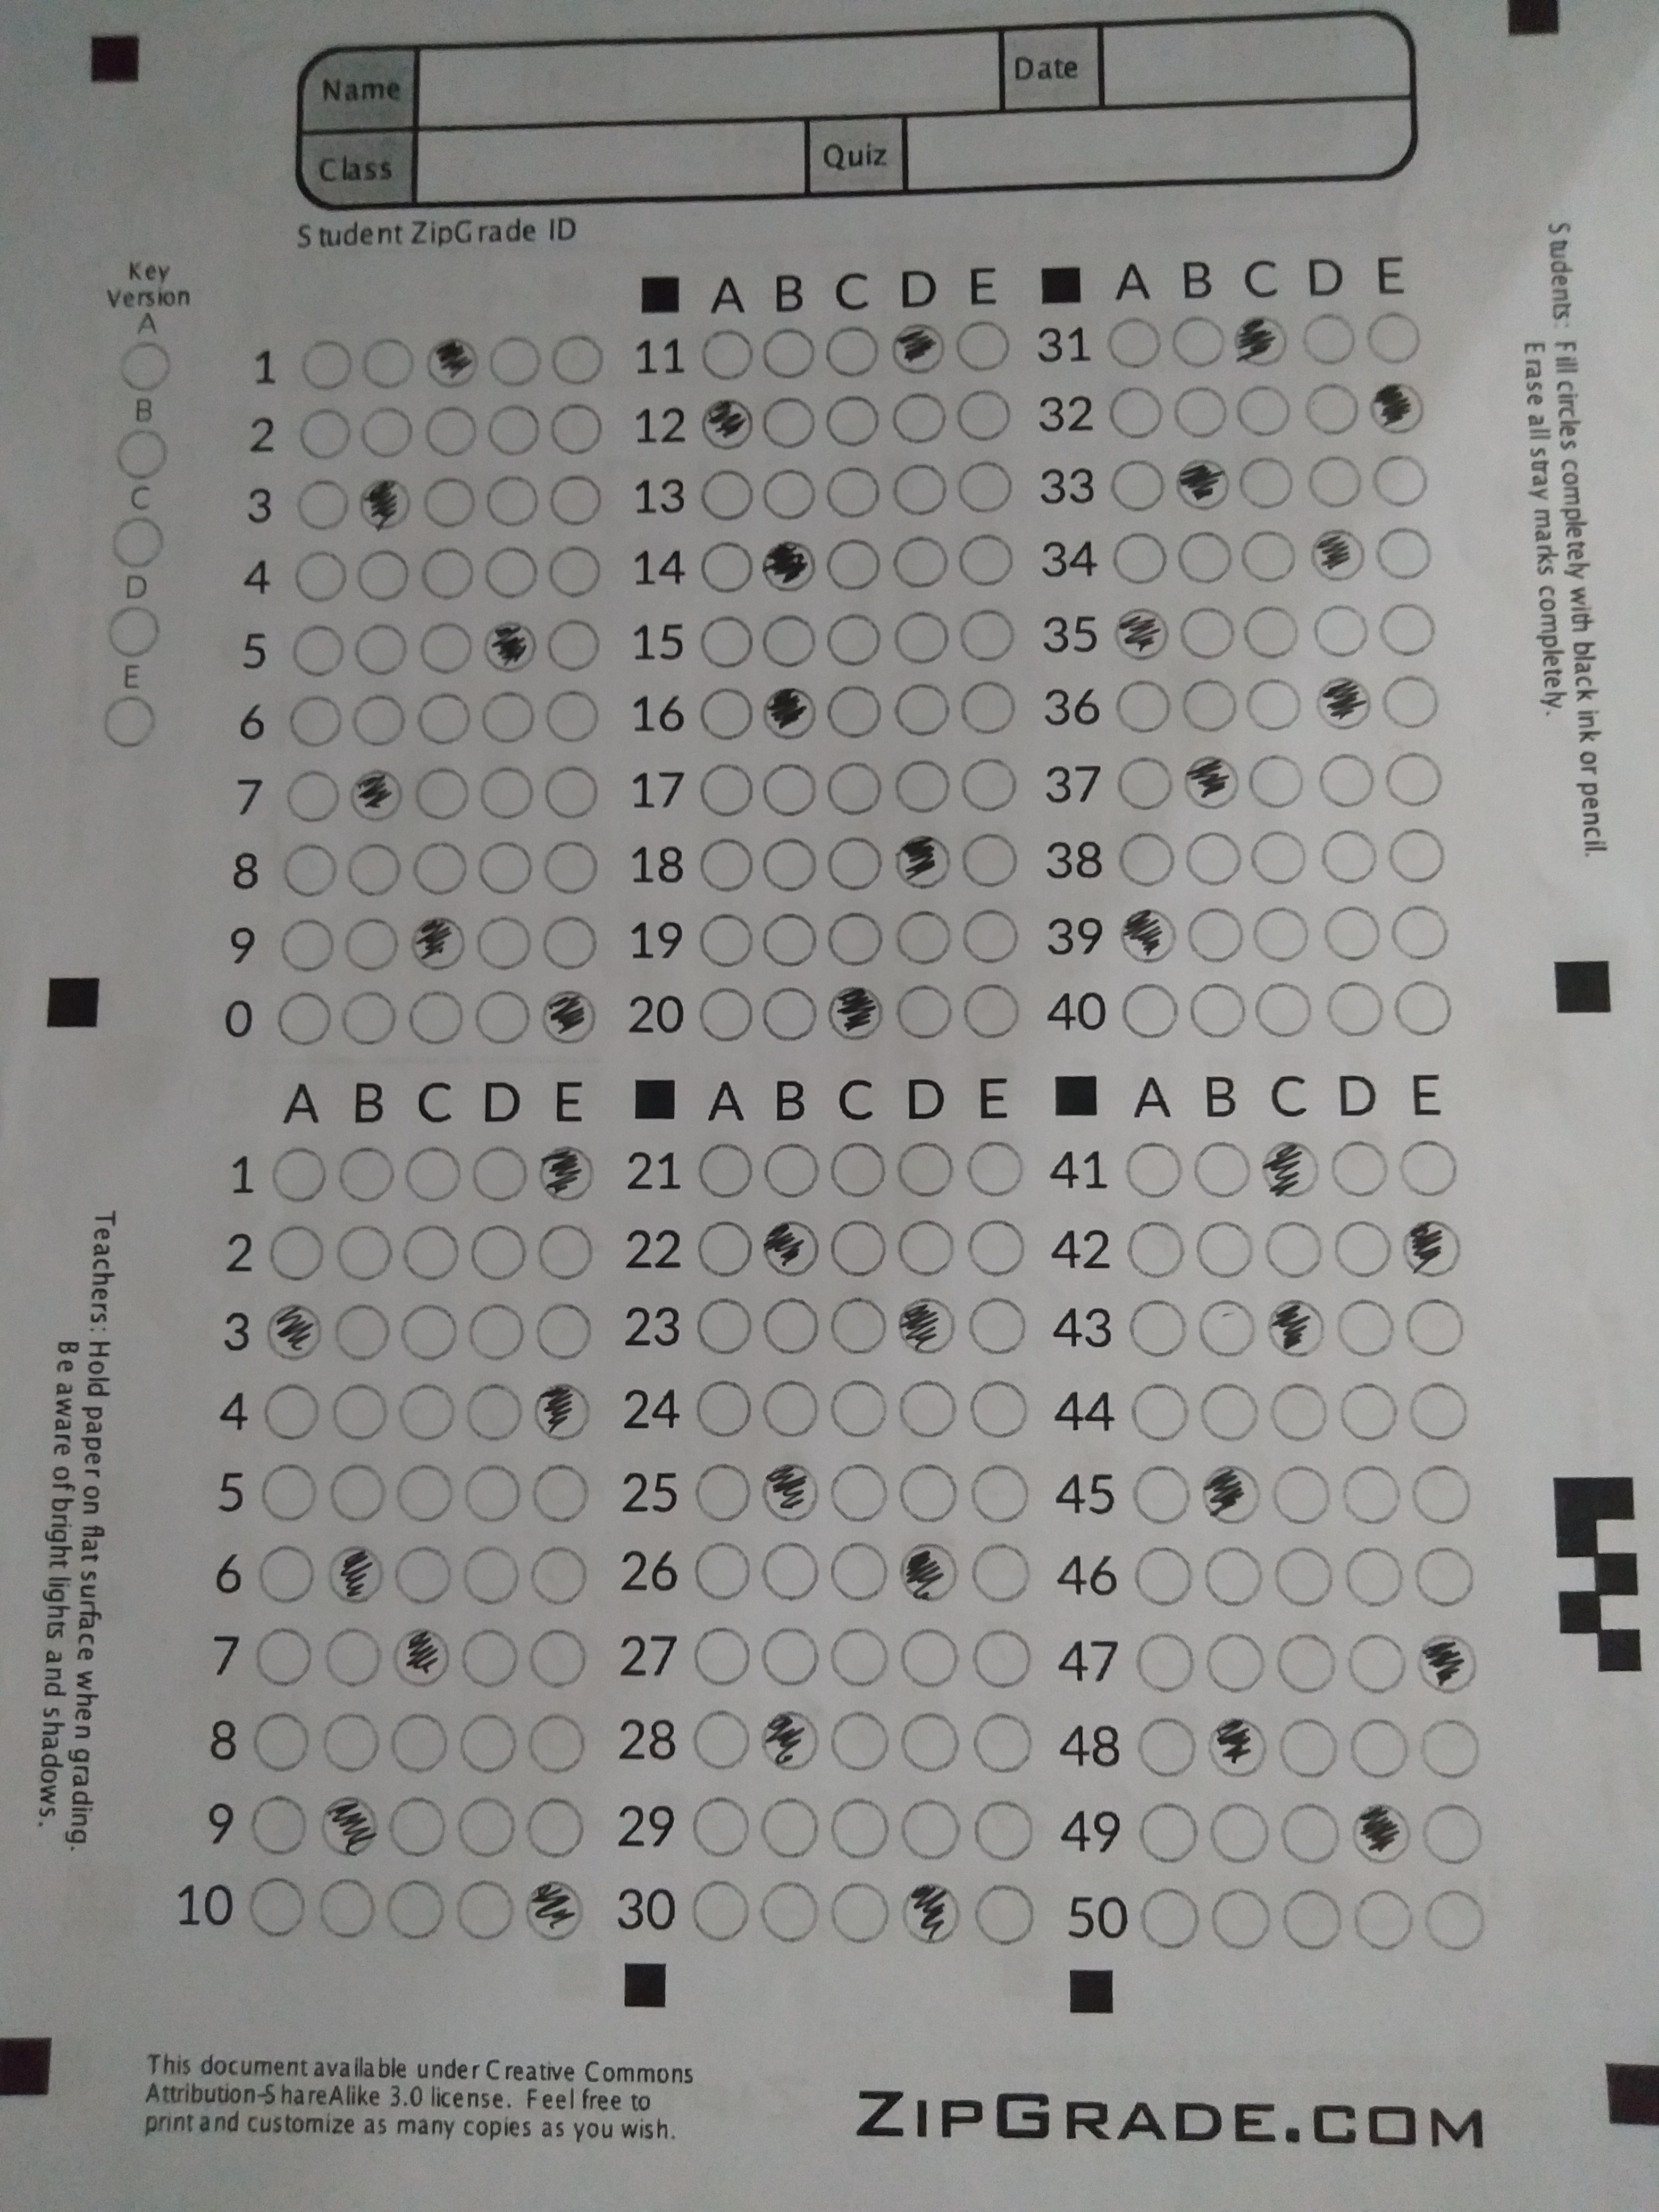 Name
Date
Class
Quiz
Student ZipGrade ID
Key
Version
A
B
C
D
E
1
2
3
4
5
6
7
8
9
0
A B C D E
11
12
13
14
15
16
17
18
19
20
A B C D E
31
32
33
34
35
36
37
38
39
40
A B C D E
1
2
3
4
5
6
7
8
9
10
A B C D E
21
22
23
24
25
26
27
28
29
30
A B C D E
41
42
43
44
45
46
47
48
49
50
Students: Fill circles completely with black ink or pencil.
Erase all stray marks completely.
Teachers: Hold paper on flat surface when grading.
Be aware of bright lights and shadows.
This document available under Creative Commons
Attribution-ShareAlike 3.0 license. Feel free to
print and customize as many copies as you wish.
ZIPGRADE.COM